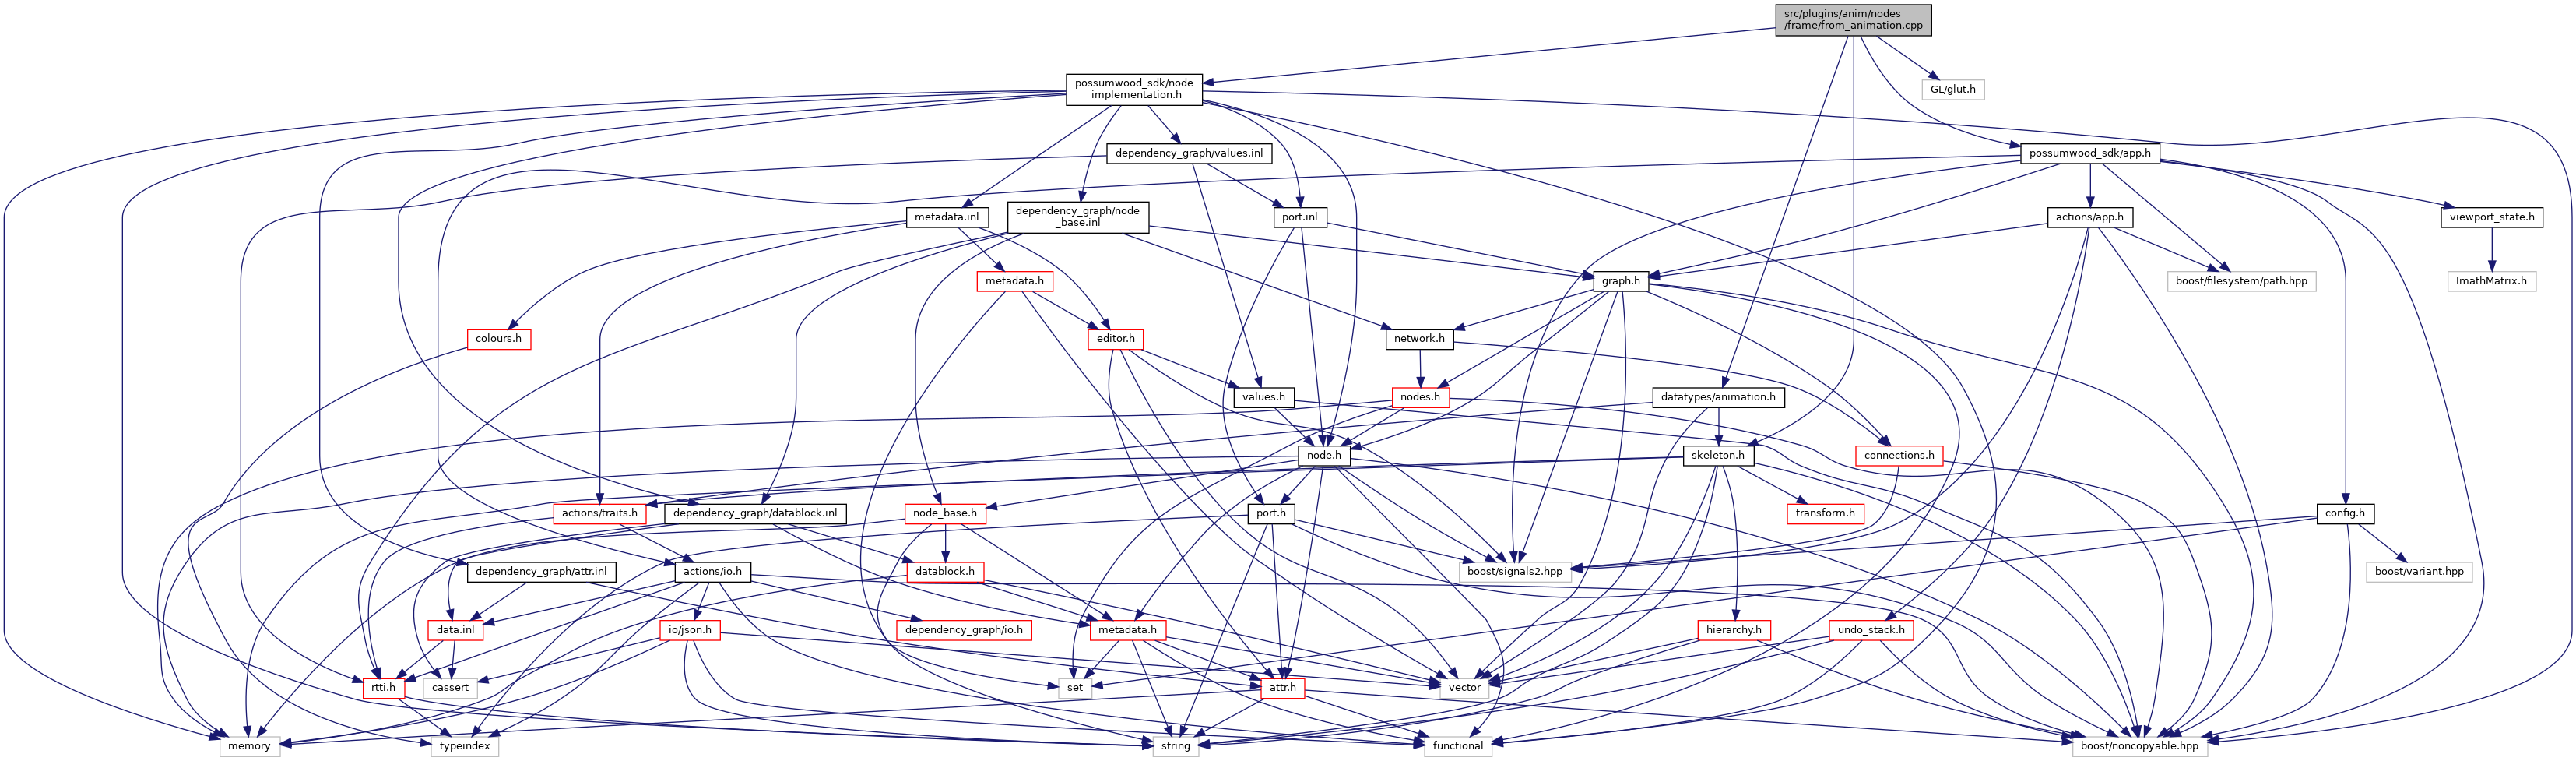 src/plugins/anim/nodes
/frame/from_animation.cpp
possumwood_sdk/node
_implementation.h
GL/glut.h
dependency_graph/values.inl
possumwood_sdk/app.h
metadata.inl
dependency_graph/node
_base.inl
port.inl
actions/app.h
viewport_state.h
metadata.h
graph.h
boost/filesystem/path.hpp
ImathMatrix.h
colours.h
editor.h
network.h
values.h
nodes.h
datatypes/animation.h
node.h
skeleton.h
connections.h
actions/traits.h
dependency_graph/datablock.inl
node_base.h
port.h
transform.h
config.h
dependency_graph/attr.inl
actions/io.h
datablock.h
boost/signals2.hpp
boost/variant.hpp
data.inl
io/json.h
dependency_graph/io.h
metadata.h
hierarchy.h
undo_stack.h
rtti.h
cassert
set
attr.h
vector
memory
typeindex
string
functional
boost/noncopyable.hpp